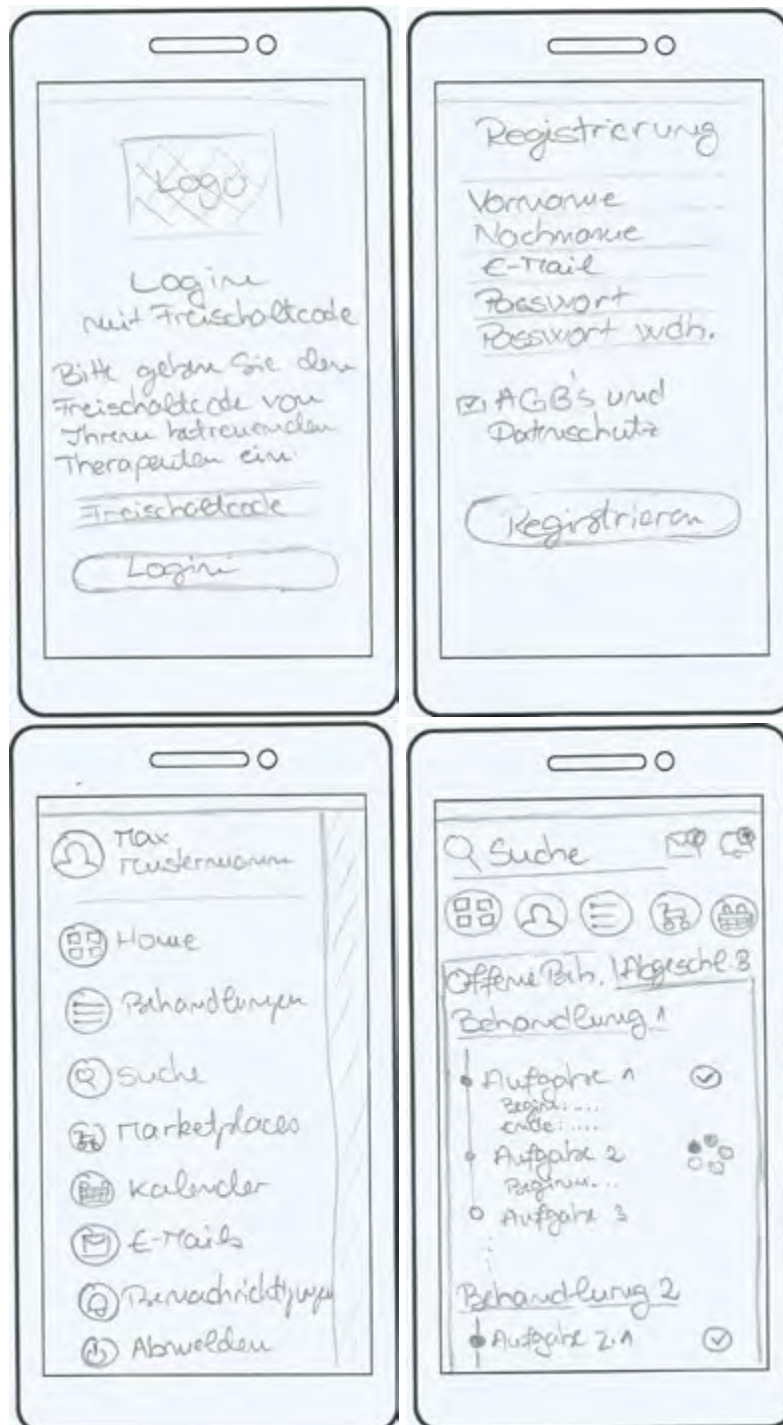 Logo
Login
mit Freischaltcode
Bitte geben Sie den
Freischaltcode von
Ihrem betreuenden
Therapeuten ein
Freischaltcode
Login
Registrierung
Vorname
Nachname
E-Mail
Passwort
Passwort wdh.
AGB's und
Datenschutz
Registrieren
Max
Mustermann
Home
Behandlungen
Suche
Marketplaces
Kalender
E-Mails
Benachrichtigungen
Abmelden
Suche
Offene Beh. | Abgeschl. B
Behandlung 1
Aufgabe 1
Beginn: ....
Ende: .....
Aufgabe 2
Beginn: ...
Aufgabe 3
Behandlung 2
Aufgabe 2.1